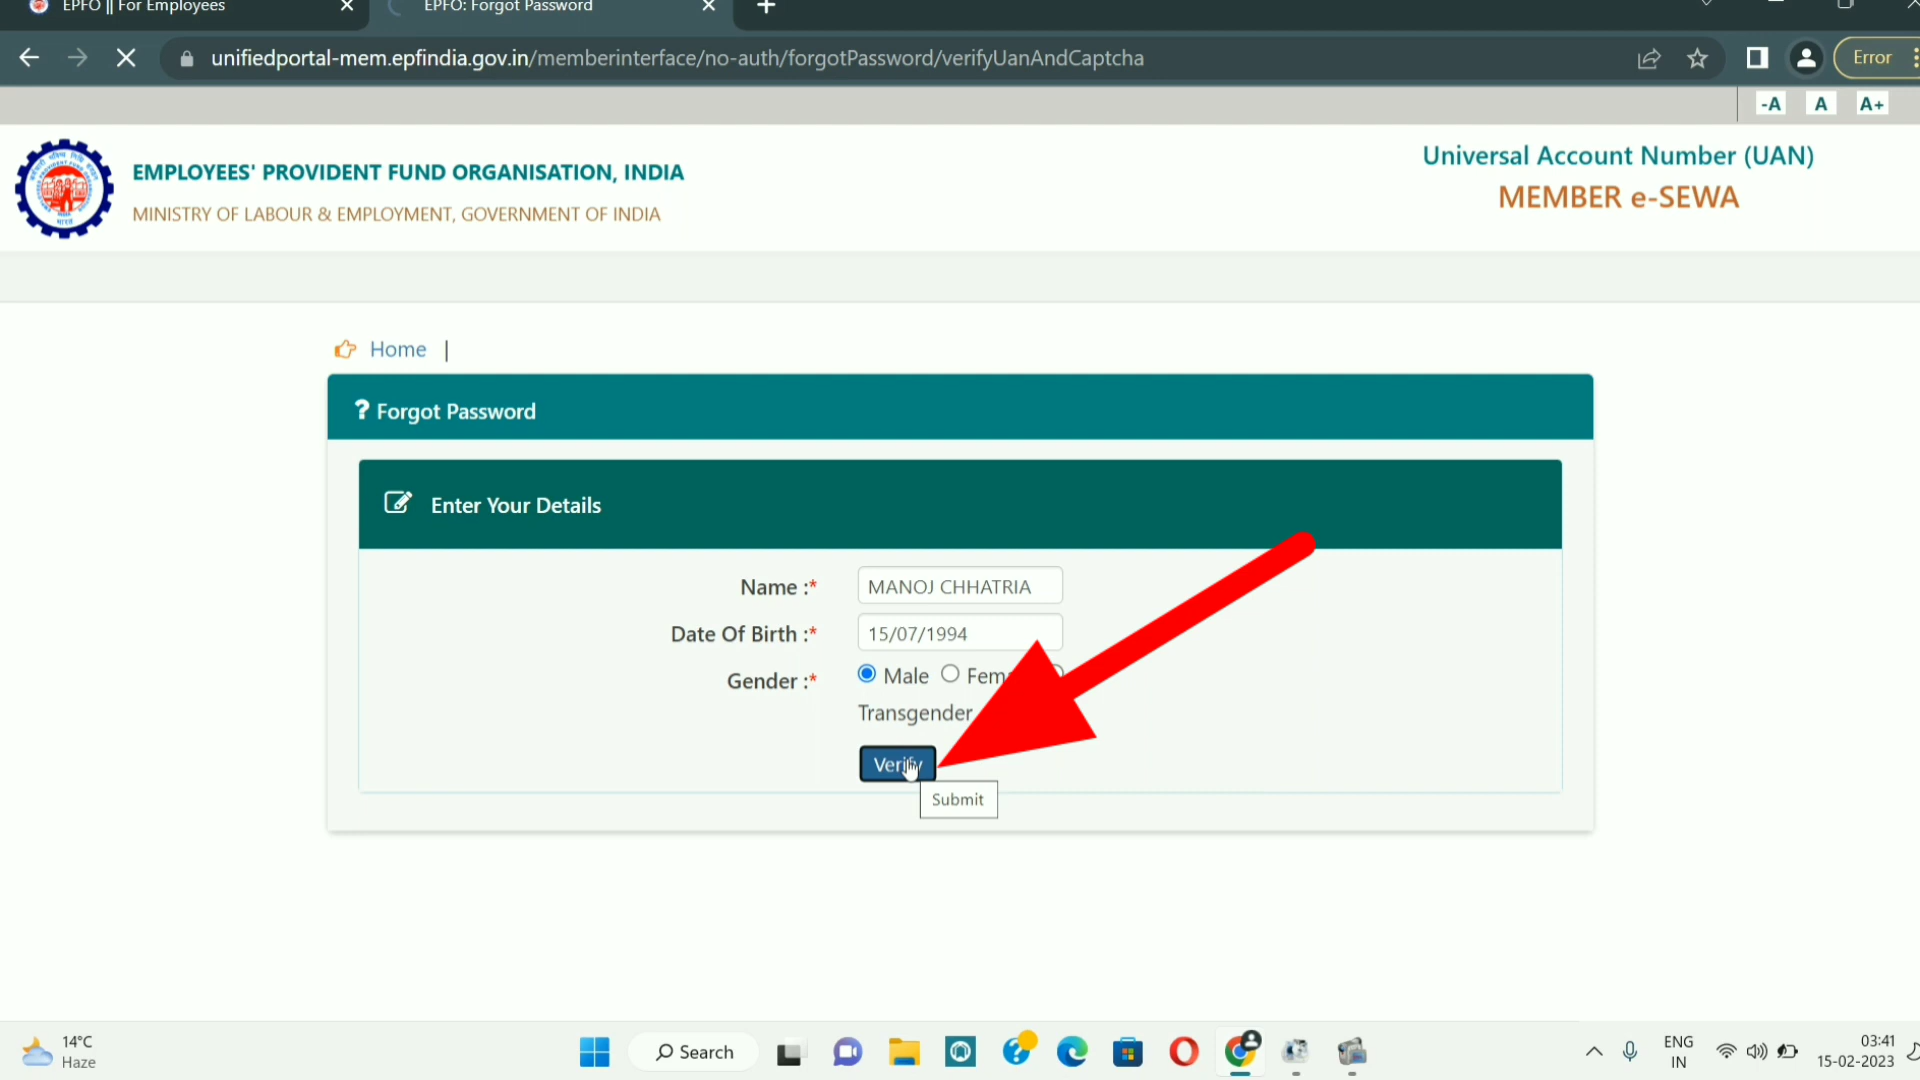 EPFO || For Employees
EPFO: Forgot Password
unifiedportal-mem.epfindia.gov.in/memberinterface/no-auth/forgotPassword/verifyUanAndCaptcha
Error
-A A A+
EMPLOYEES' PROVIDENT FUND ORGANISATION, INDIA
MINISTRY OF LABOUR & EMPLOYMENT, GOVERNMENT OF INDIA
Universal Account Number (UAN)
MEMBER e-SEWA
Home |
? Forgot Password
Enter Your Details
Name :* MANOJ CHHATRIA
Date Of Birth :* 15/07/1994
Gender :* Male Fem
Transgender
Verify
Submit
14°C
Haze
Search
ENG
IN
03:41
15-02-2023